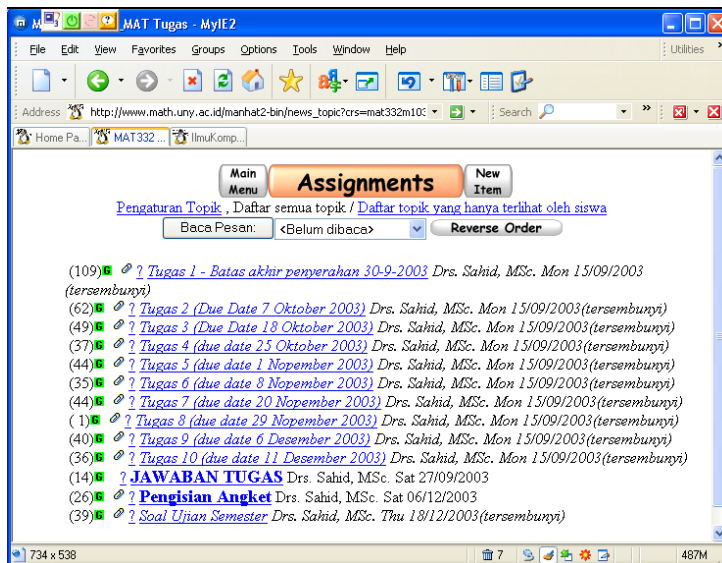 MAT Tugas - MyIE2
File Edit View Favorites Groups Options Tools Window Help Utilities »
Address http://www.math.uny.ac.id/manhat2-bin/news_topic?crs=mat332m103 Search »
Home Pa... MAT332 ... IlmuKomp...
Main Menu Assignments New Item
Pengaturan Topik , Daftar semua topik / Daftar topik yang hanya terlihat oleh siswa
Baca Pesan: <Belum dibaca> Reverse Order
(109) G ? Tugas 1 - Batas akhir penyerahan 30-9-2003 Drs. Sahid, MSc. Mon 15/09/2003
(tersembunyi)
(62) G ? Tugas 2 (Due Date 7 Oktober 2003) Drs. Sahid, MSc. Mon 15/09/2003(tersembunyi)
(49) G ? Tugas 3 (Due Date 18 Oktober 2003) Drs. Sahid, MSc. Mon 15/09/2003(tersembunyi)
(37) G ? Tugas 4 (due date 25 Oktober 2003) Drs. Sahid, MSc. Mon 15/09/2003(tersembunyi)
(44) G ? Tugas 5 (due date 1 Nopember 2003) Drs. Sahid, MSc. Mon 15/09/2003(tersembunyi)
(35) G ? Tugas 6 (due date 8 Nopember 2003) Drs. Sahid, MSc. Mon 15/09/2003(tersembunyi)
(44) G ? Tugas 7 (due date 20 Nopember 2003) Drs. Sahid, MSc. Mon 15/09/2003(tersembunyi)
( 1) G ? Tugas 8 (due date 29 Nopember 2003) Drs. Sahid, MSc. Mon 15/09/2003(tersembunyi)
(40) G ? Tugas 9 (due date 6 Desember 2003) Drs. Sahid, MSc. Mon 15/09/2003(tersembunyi)
(36) G ? Tugas 10 (due date 11 Desember 2003) Drs. Sahid, MSc. Mon 15/09/2003(tersembunyi)
(14) G ? JAWABAN TUGAS Drs. Sahid, MSc. Sat 27/09/2003
(26) G ? Pengisian Angket Drs. Sahid, MSc. Sat 06/12/2003
(39) G ? Soal Ujian Semester Drs. Sahid, MSc. Thu 18/12/2003(tersembunyi)
734 x 538 7 487M